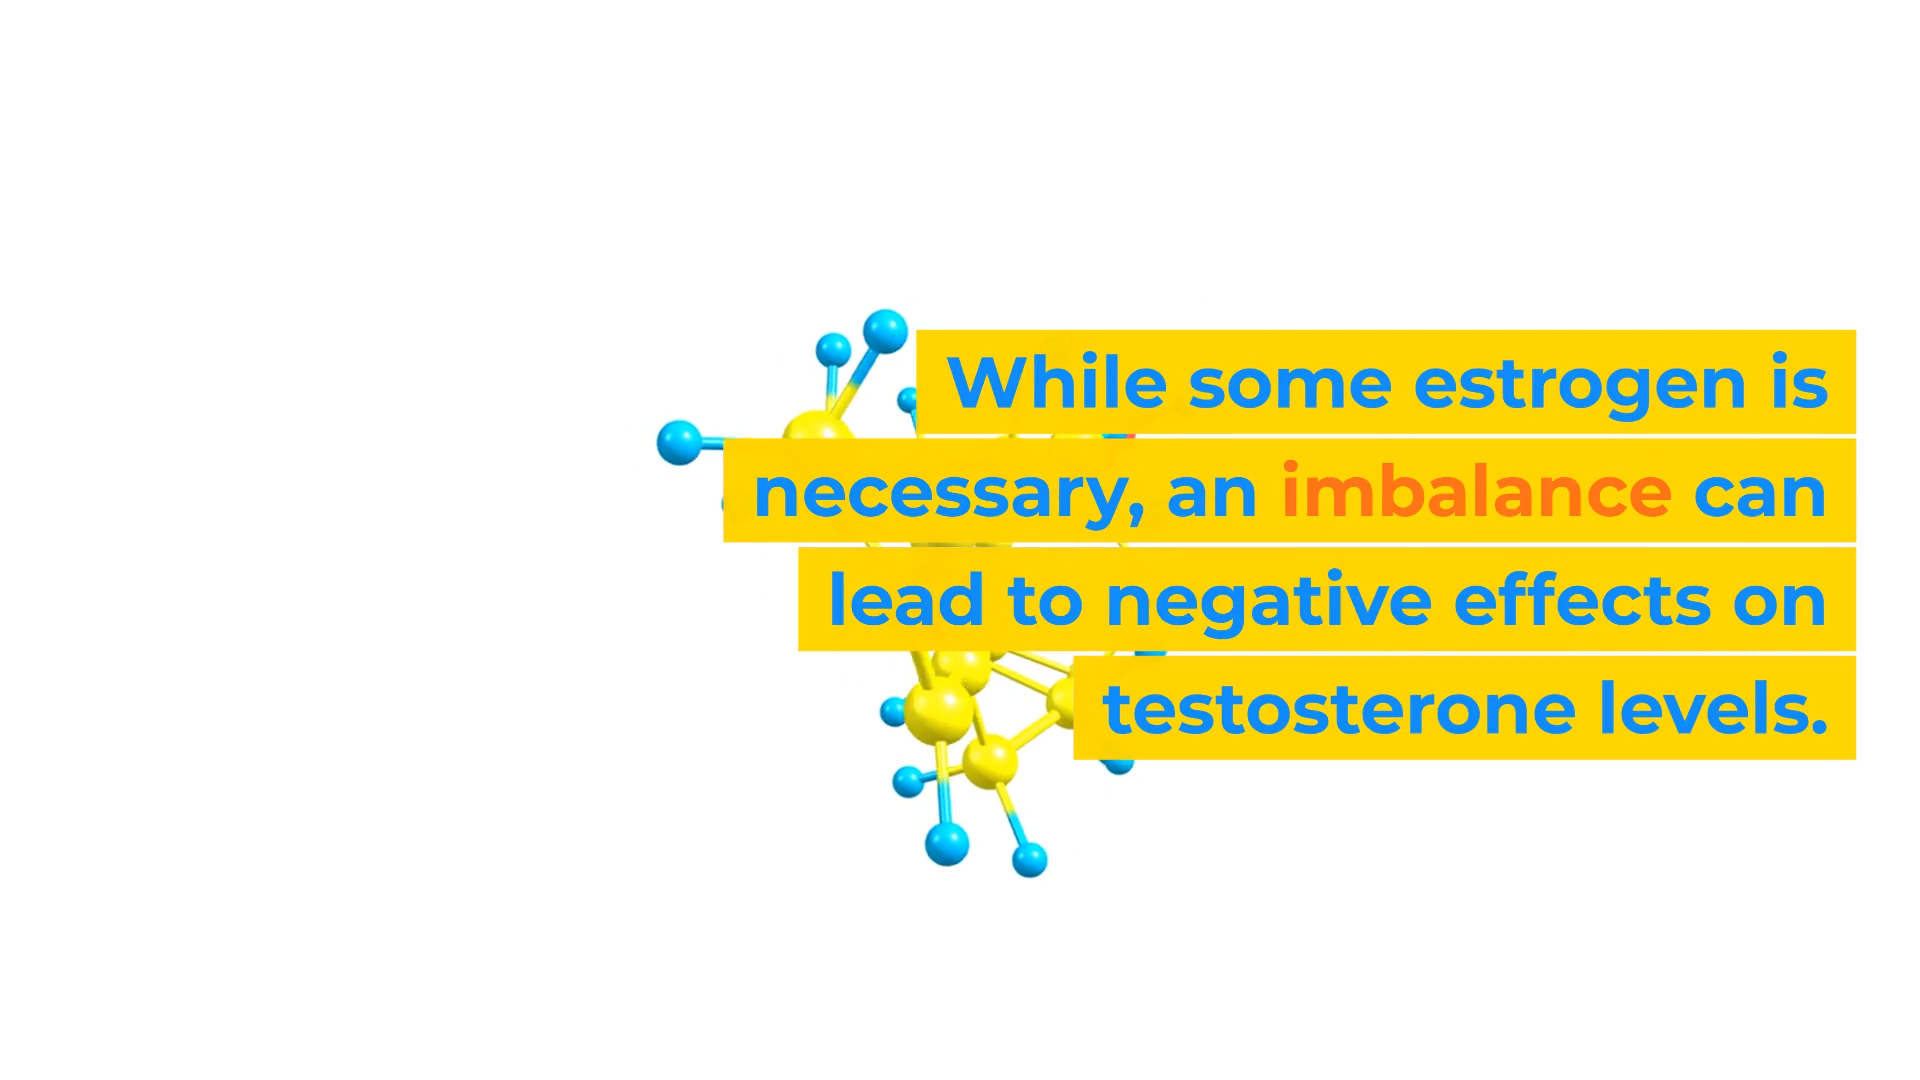 While some estrogen is
necessary, an imbalance can
lead to negative effects on
testosterone levels.